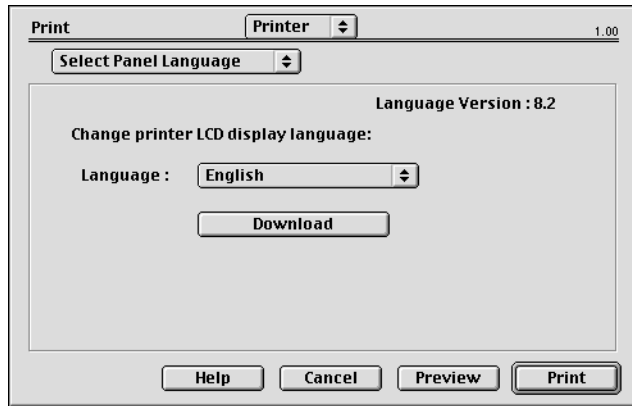 Print Printer 1.00
Select Panel Language
Language Version : 8.2
Change printer LCD display language:
Language : English
Download
Help Cancel Preview Print